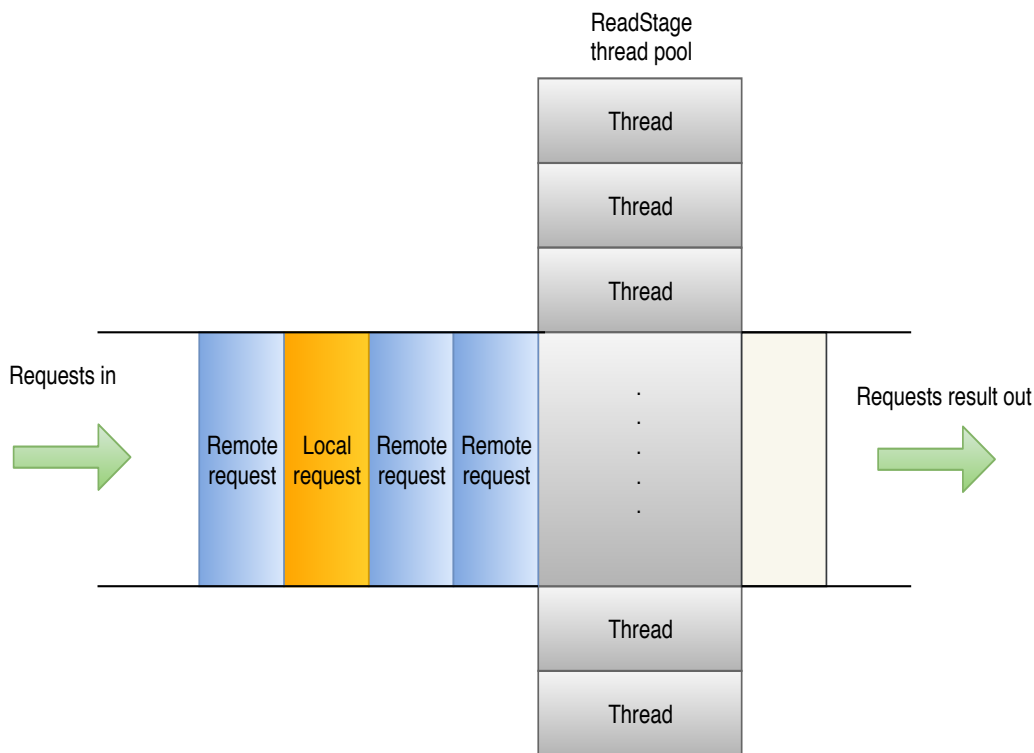 ReadStage
thread pool
Thread
Thread
Thread
Requests in
Remote
request
Local
request
Remote
request
Remote
request
.
.
.
.
.
Requests result out
Thread
Thread